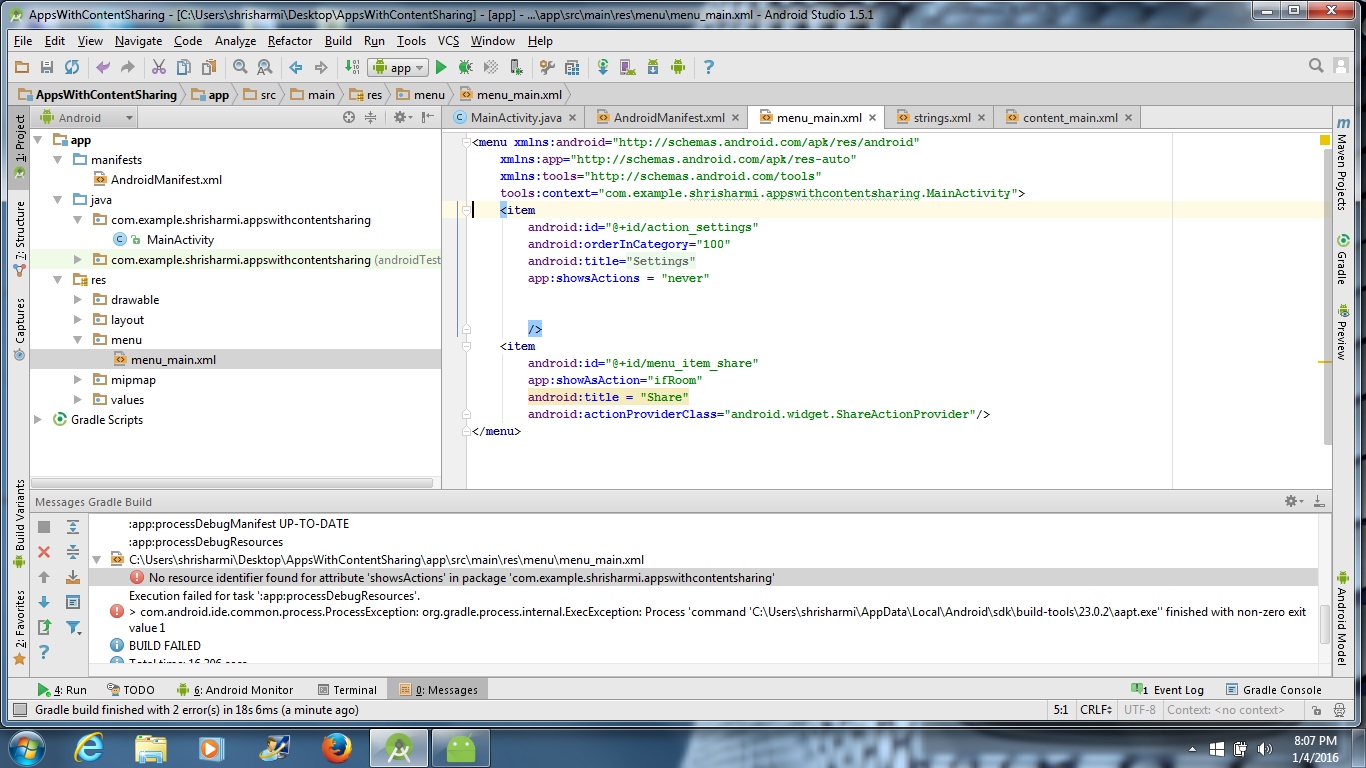 AppsWithContentSharing - [C:\Users\shrisharmi\Desktop\AppsWithContentSharing] - [app] - ...\app\src\main\res\menu\menu_main.xml - Android Studio 1.5.1
File Edit View Navigate Code Analyze Refactor Build Run Tools VCS Window Help
app
AppsWithContentSharing app src main res menu menu_main.xml
1: Project
7: Structure
Captures
Build Variants
2: Favorites
Android
app
manifests
AndroidManifest.xml
java
com.example.shrisharmi.appswithcontentsharing
MainActivity
com.example.shrisharmi.appswithcontentsharing (androidTest
res
drawable
layout
menu
menu_main.xml
mipmap
values
Gradle Scripts
MainActivity.java AndroidManifest.xml menu_main.xml strings.xml content_main.xml
<menu xmlns:android="http://schemas.android.com/apk/res/android"
xmlns:app="http://schemas.android.com/apk/res-auto"
xmlns:tools="http://schemas.android.com/tools"
tools:context="com.example.shrisharmi.appswithcontentsharing.MainActivity">
<item
android:id="@+id/action_settings"
android:orderInCategory="100"
android:title="Settings"
app:showsActions = "never"
/>
<item
android:id="@+id/menu_item_share"
app:showAsAction="ifRoom"
android:title = "Share"
android:actionProviderClass="android.widget.ShareActionProvider"/>
</menu>
Maven Projects
Gradle
Preview
Android Model
Messages Gradle Build
:app:processDebugManifest UP-TO-DATE
:app:processDebugResources
C:\Users\shrisharmi\Desktop\AppsWithContentSharing\app\src\main\res\menu\menu_main.xml
No resource identifier found for attribute 'showsActions' in package 'com.example.shrisharmi.appswithcontentsharing'
Execution failed for task ':app:processDebugResources'.
> com.android.ide.common.process.ProcessException: org.gradle.process.internal.ExecException: Process 'command 'C:\Users\shrisharmi\AppData\Local\Android\sdk\build-tools\23.0.2\aapt.exe'' finished with non-zero exit
value 1
BUILD FAILED
Total time: 16.206 secs
4: Run TODO 6: Android Monitor Terminal 0: Messages 1 Event Log Gradle Console
Gradle build finished with 2 error(s) in 18s 6ms (a minute ago) 5:1 CRLF UTF-8 Context: <no context>
8:07 PM
1/4/2016